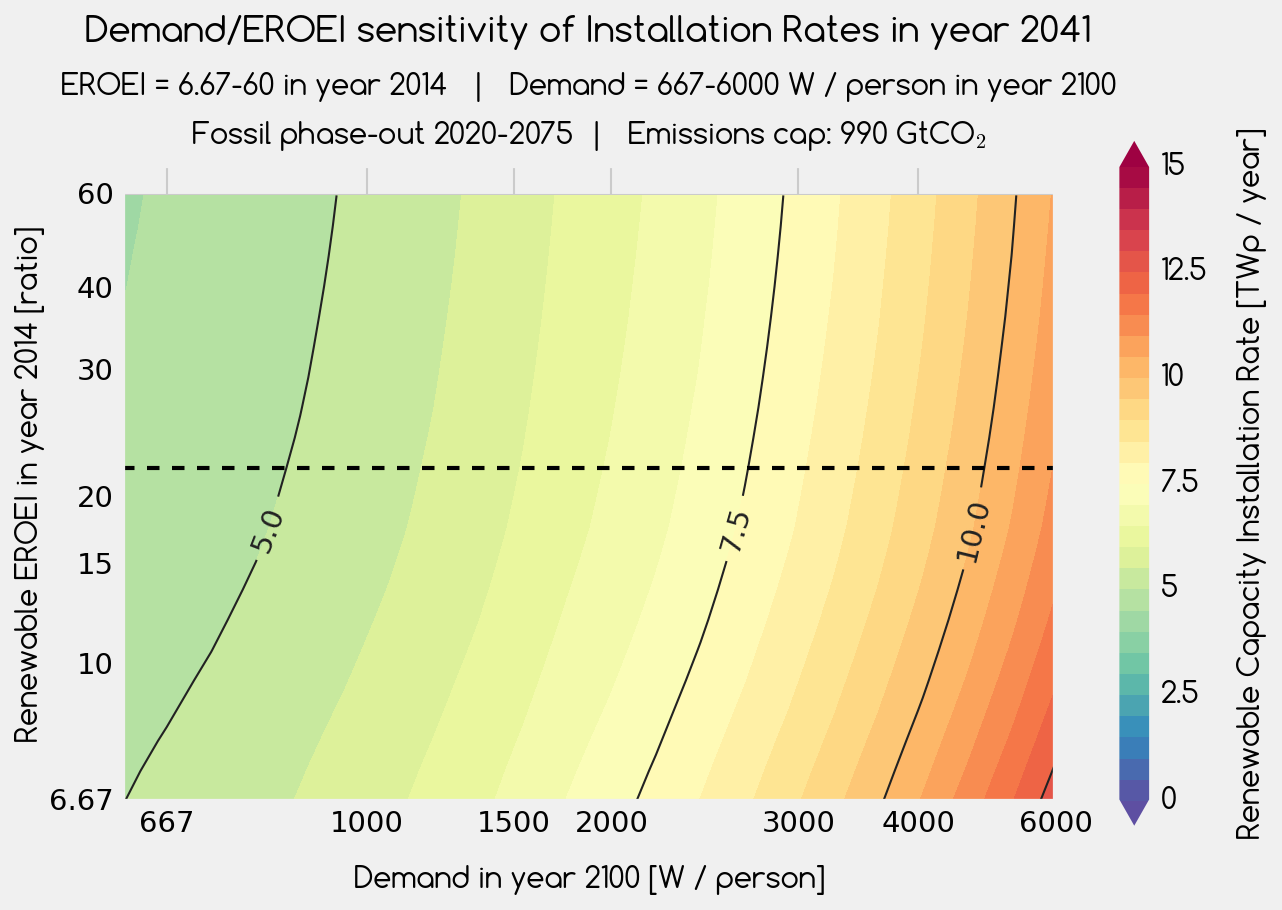 Demand/EROEI sensitivity of Installation Rates in year 2041
EROEI = 6.67-60 in year 2014 | Demand = 667-6000 W / person in year 2100
Fossil phase-out 2020-2075 | Emissions cap: 990 GtCO₂
60
40
30
20
15
10
6.67
Renewable EROEI in year 2014 [ratio]
5.0
7.5
10.0
667 1000 1500 2000 3000 4000 6000
Demand in year 2100 [W / person]
15
12.5
10
7.5
5
2.5
0
Renewable Capacity Installation Rate [TWp / year]